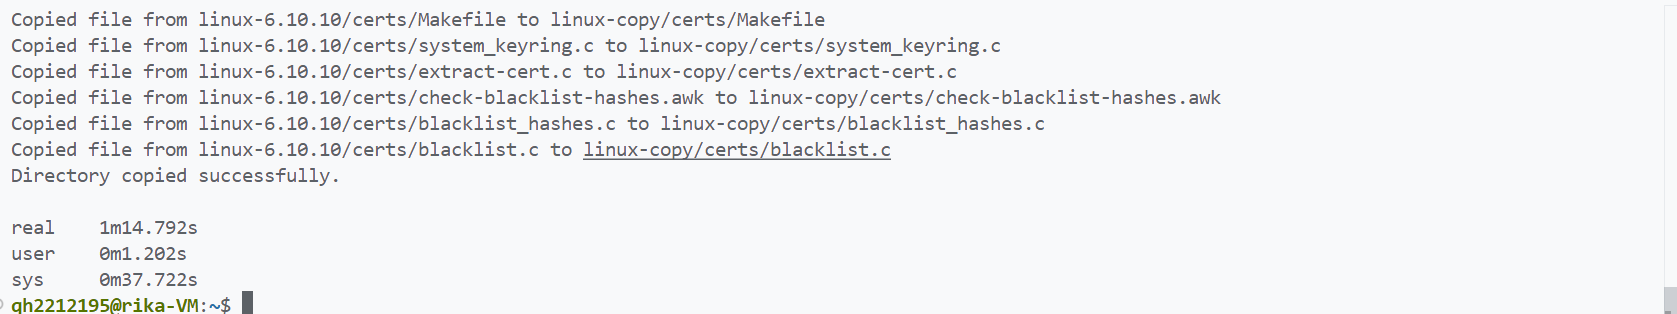 Copied file from linux-6.10.10/certs/Makefile to linux-copy/certs/Makefile
Copied file from linux-6.10.10/certs/system_keyring.c to linux-copy/certs/system_keyring.c
Copied file from linux-6.10.10/certs/extract-cert.c to linux-copy/certs/extract-cert.c
Copied file from linux-6.10.10/certs/check-blacklist-hashes.awk to linux-copy/certs/check-blacklist-hashes.awk
Copied file from linux-6.10.10/certs/blacklist_hashes.c to linux-copy/certs/blacklist_hashes.c
Copied file from linux-6.10.10/certs/blacklist.c to linux-copy/certs/blacklist.c
Directory copied successfully.

real    1m14.792s
user    0m1.202s
sys     0m37.722s
qh2212195@rika-VM:~$